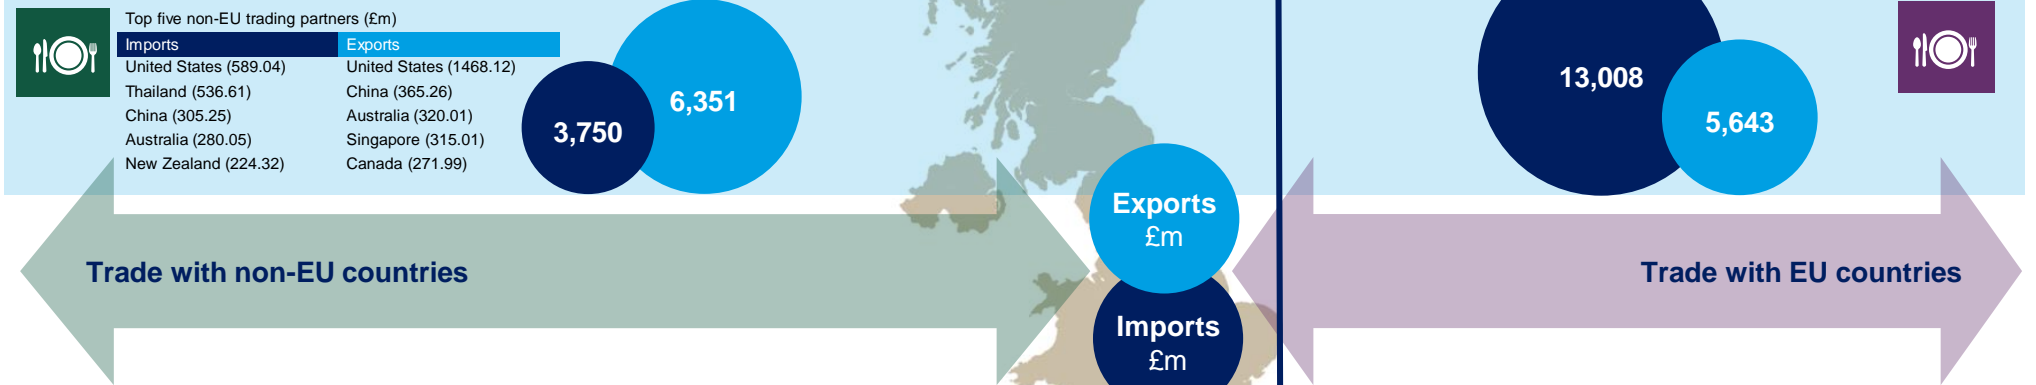 Top five non-EU trading partners (£m)
Imports Exports
United States (589.04) United States (1468.12)
Thailand (536.61) China (365.26)
China (305.25) Australia (320.01)
Australia (280.05) Singapore (315.01)
New Zealand (224.32) Canada (271.99)
3,750
6,351
13,008
5,643
Exports
£m
Imports
£m
Trade with non-EU countries
Trade with EU countries